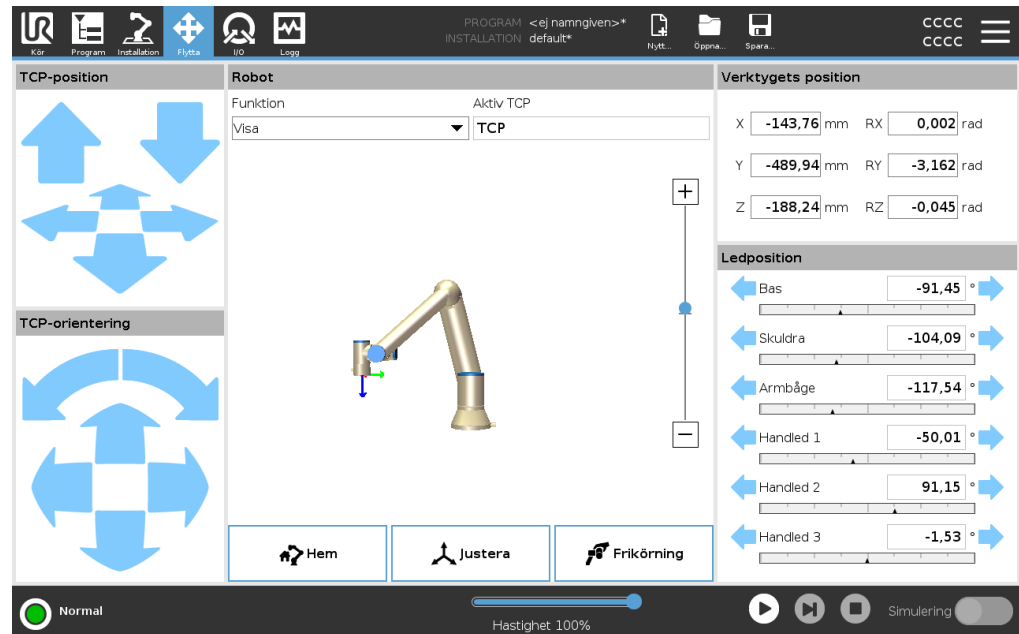 UR
Kör
Program
Installation
Flytta
I/O
Logg
PROGRAM <ej namngiven>*
INSTALLATION default*
Nytt...
Öppna...
Spara...
CCCC
CCCC
TCP-position
TCP-orientering
Robot
Funktion
Aktiv TCP
Visa
TCP
Hem
Justera
Frikörning
Verktygets position
X -143,76 mm RX 0,002 rad
Y -489,94 mm RY -3,162 rad
Z -188,24 mm RZ -0,045 rad
Ledposition
Bas -91,45 °
Skuldra -104,09 °
Armbåge -117,54 °
Handled 1 -50,01 °
Handled 2 91,15 °
Handled 3 -1,53 °
Normal
Hastighet 100%
Simulering